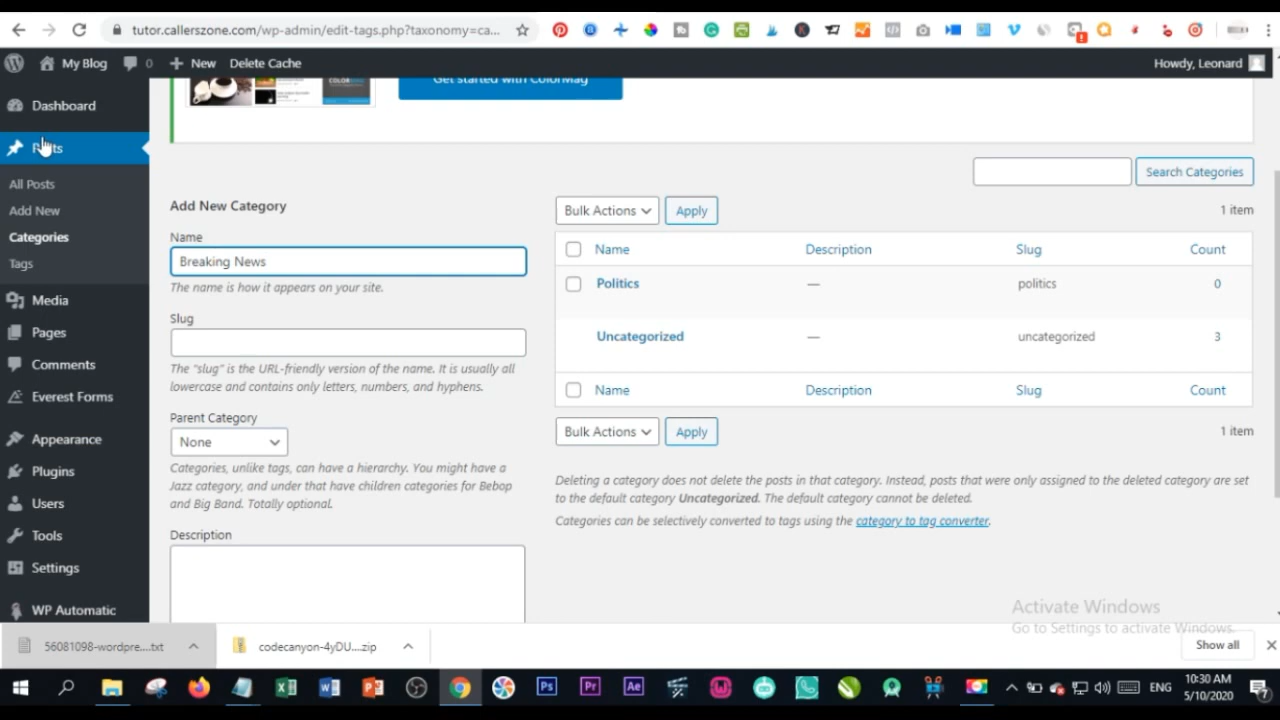 tutor.callerszone.com/wp-admin/edit-tags.php?taxonomy=ca...
My Blog 0 New Delete Cache Howdy, Leonard
Get started with ColorMag
Dashboard
Posts
All Posts
Add New
Categories
Tags
Media
Pages
Comments
Everest Forms
Appearance
Plugins
Users
Tools
Settings
WP Automatic
Search Categories
Add New Category
Name
Breaking News
The name is how it appears on your site.
Slug
The "slug" is the URL-friendly version of the name. It is usually all
lowercase and contains only letters, numbers, and hyphens.
Parent Category
None
Categories, unlike tags, can have a hierarchy. You might have a
Jazz category, and under that have children categories for Bebop
and Big Band. Totally optional.
Description
Bulk Actions Apply 1 item
Name Description Slug Count
Politics — politics 0
Uncategorized — uncategorized 3
Name Description Slug Count
Bulk Actions Apply 1 item
Deleting a category does not delete the posts in that category. Instead, posts that were only assigned to the deleted category are set
to the default category Uncategorized. The default category cannot be deleted.
Categories can be selectively converted to tags using the category to tag converter.
Activate Windows
Go to Settings to activate Windows.
56081098-wordpre....txt codecanyon-4yDU....zip Show all
Ps Pr Ae ENG 10:30 AM
5/10/2020